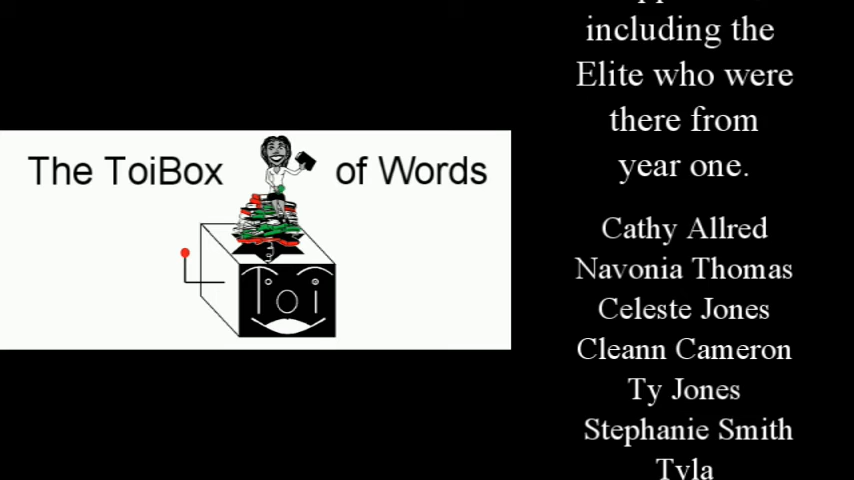 The ToiBox of Words
Toi
including the
Elite who were
there from
year one.
Cathy Allred
Navonia Thomas
Celeste Jones
Cleann Cameron
Ty Jones
Stephanie Smith
Tyla